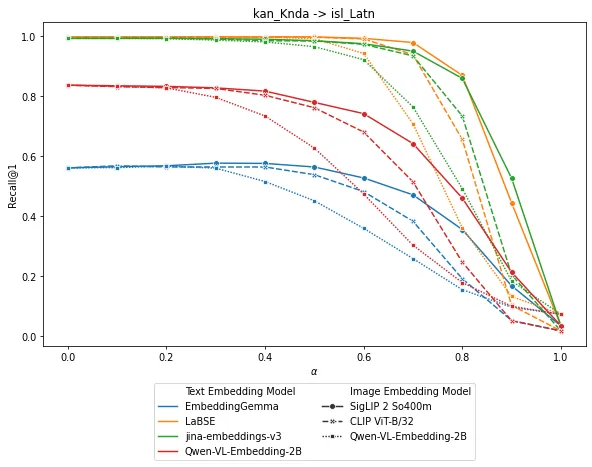 kan_Knda -> isl_Latn
Recall@1
1.0
0.8
0.6
0.4
0.2
0.0
0.0 0.2 0.4 0.6 0.8 1.0
α
Text Embedding Model
EmbeddingGemma
LaBSE
jina-embeddings-v3
Qwen-VL-Embedding-2B
Image Embedding Model
SigLIP 2 So400m
CLIP ViT-B/32
Qwen-VL-Embedding-2B